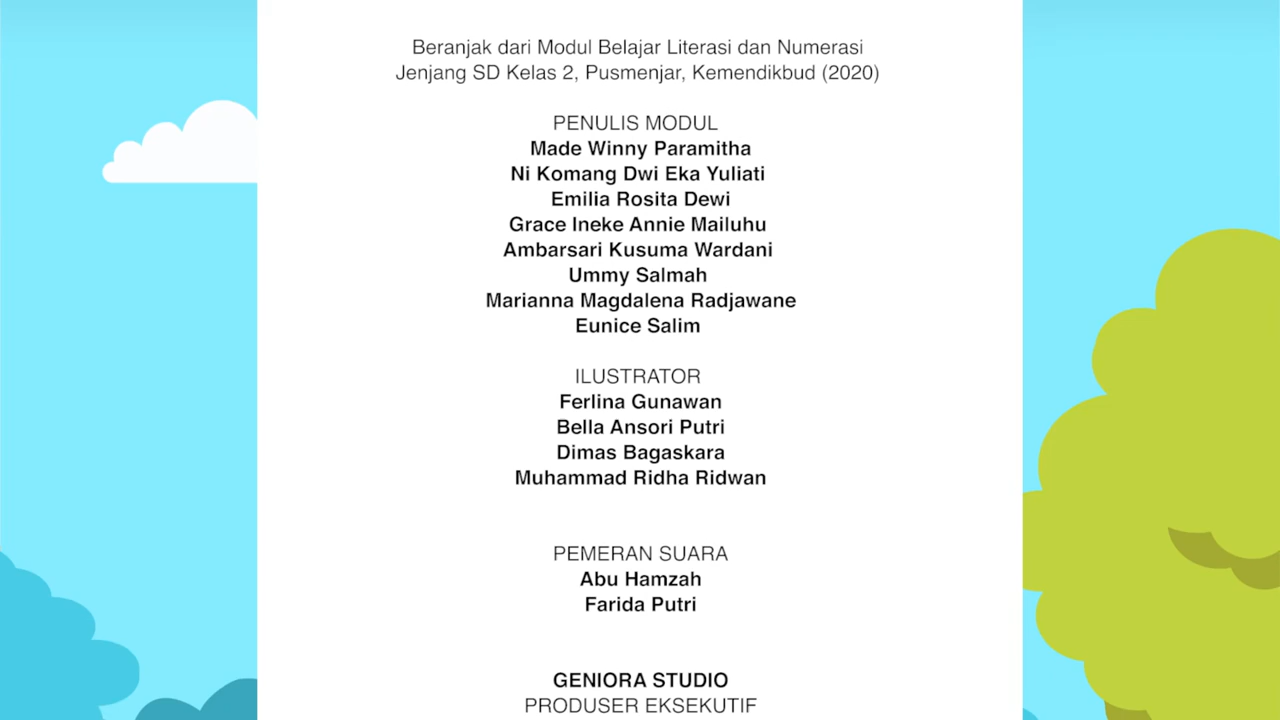 Beranjak dari Modul Belajar Literasi dan Numerasi
Jenjang SD Kelas 2, Pusmenjar, Kemendikbud (2020)
PENULIS MODUL
Made Winny Paramitha
Ni Komang Dwi Eka Yuliati
Emilia Rosita Dewi
Grace Ineke Annie Mailuhu
Ambarsari Kusuma Wardani
Ummy Salmah
Marianna Magdalena Radjawane
Eunice Salim
ILUSTRATOR
Ferlina Gunawan
Bella Ansori Putri
Dimas Bagaskara
Muhammad Ridha Ridwan
PEMERAN SUARA
Abu Hamzah
Farida Putri
GENIORA STUDIO
PRODUSER EKSEKUTIF